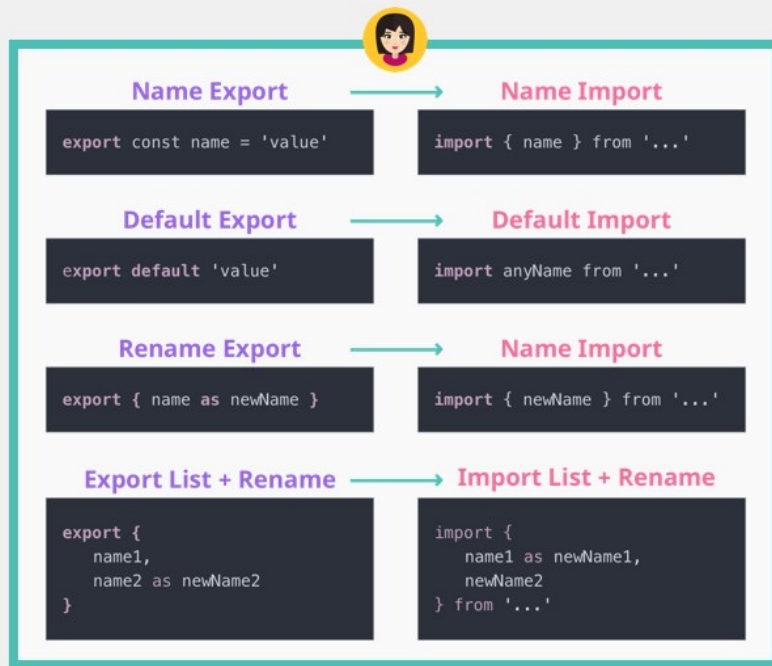 Name Export
Name Import
export const name = 'value'
import { name } from '...'
Default Export
Default Import
export default 'value'
import anyName from '...'
Rename Export
Name Import
export { name as newName }
import { newName } from '...'
Export List + Rename
Import List + Rename
export {
name1,
name2 as newName2
}
import {
name1 as newName1,
newName2
} from '...'